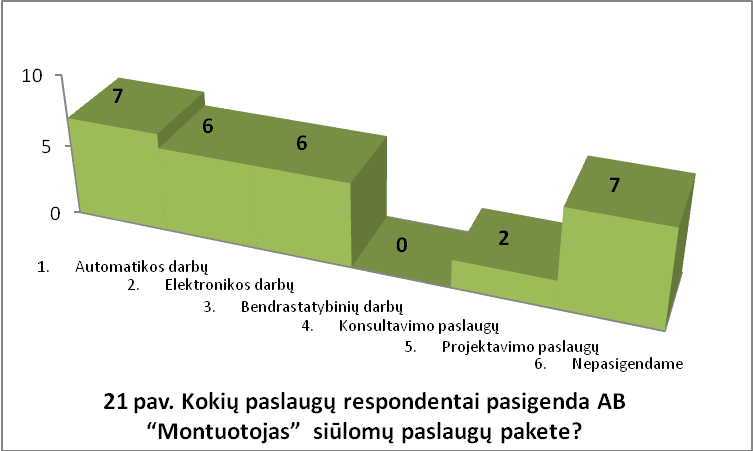 10
5
0
7
6
6
0
2
7
1. Automatikos darbų
2. Elektronikos darbų
3. Bendrastatybinių darbų
4. Konsultavimo paslaugų
5. Projektavimo paslaugų
6. Nepasigendame
21 pav. Kokių paslaugų respondentai pasigenda AB
“Montuotojas” siūlomų paslaugų pakete?